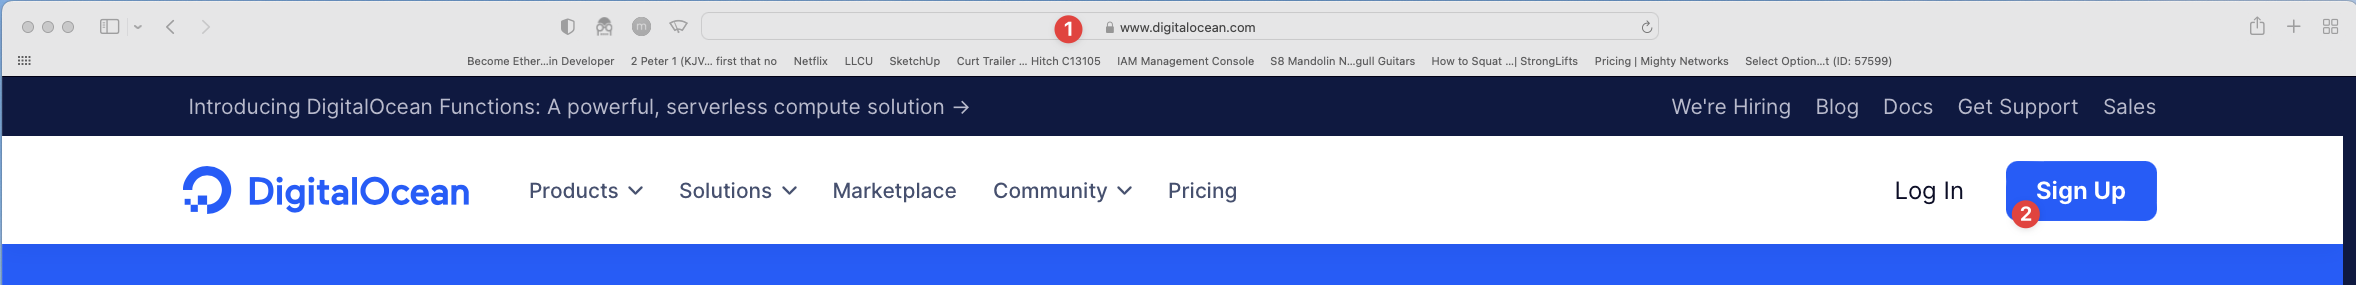 m 1 www.digitalocean.com
Become Ether...in Developer 2 Peter 1 (KJV... first that no Netflix LLCU SketchUp Curt Trailer ... Hitch C13105 IAM Management Console S8 Mandolin N...gull Guitars How to Squat ...| StrongLifts Pricing | Mighty Networks Select Option...t (ID: 57599)
Introducing DigitalOcean Functions: A powerful, serverless compute solution → We're Hiring Blog Docs Get Support Sales
DigitalOcean Products Solutions Marketplace Community Pricing Log In Sign Up
2